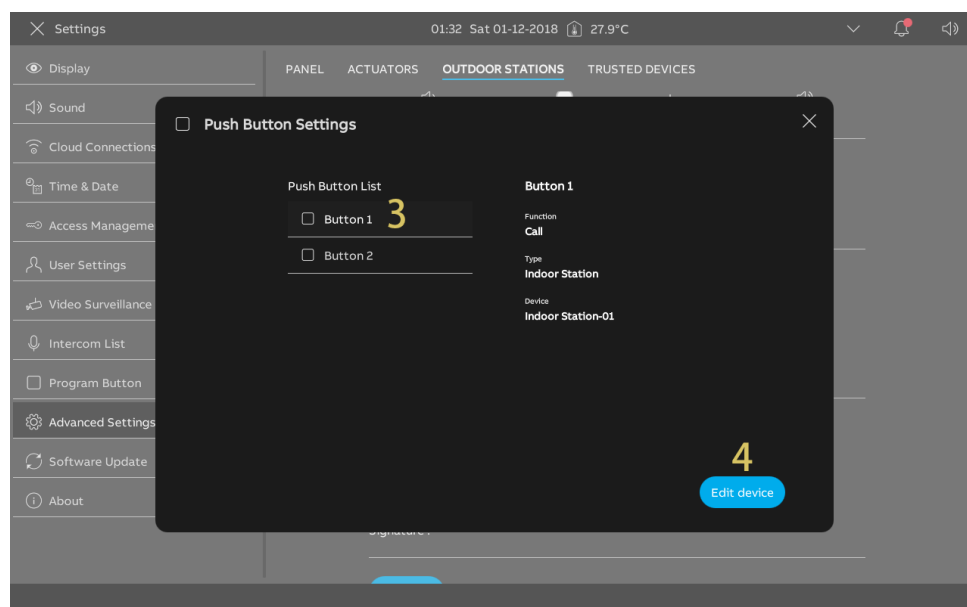 Settings
01:32 Sat 01-12-2018 27.9°C
Display
PANEL ACTUATORS OUTDOOR STATIONS TRUSTED DEVICES
Sound
Push Button Settings
Cloud Connections
Push Button List
Button 1
Time & Date
Button 1 3
Function
Call
Access Manageme
Button 2
Type
Indoor Station
User Settings
Video Surveillance
Device
Indoor Station-01
Intercom List
Program Button
Advanced Settings
4
Software Update
Edit device
About
Signature :